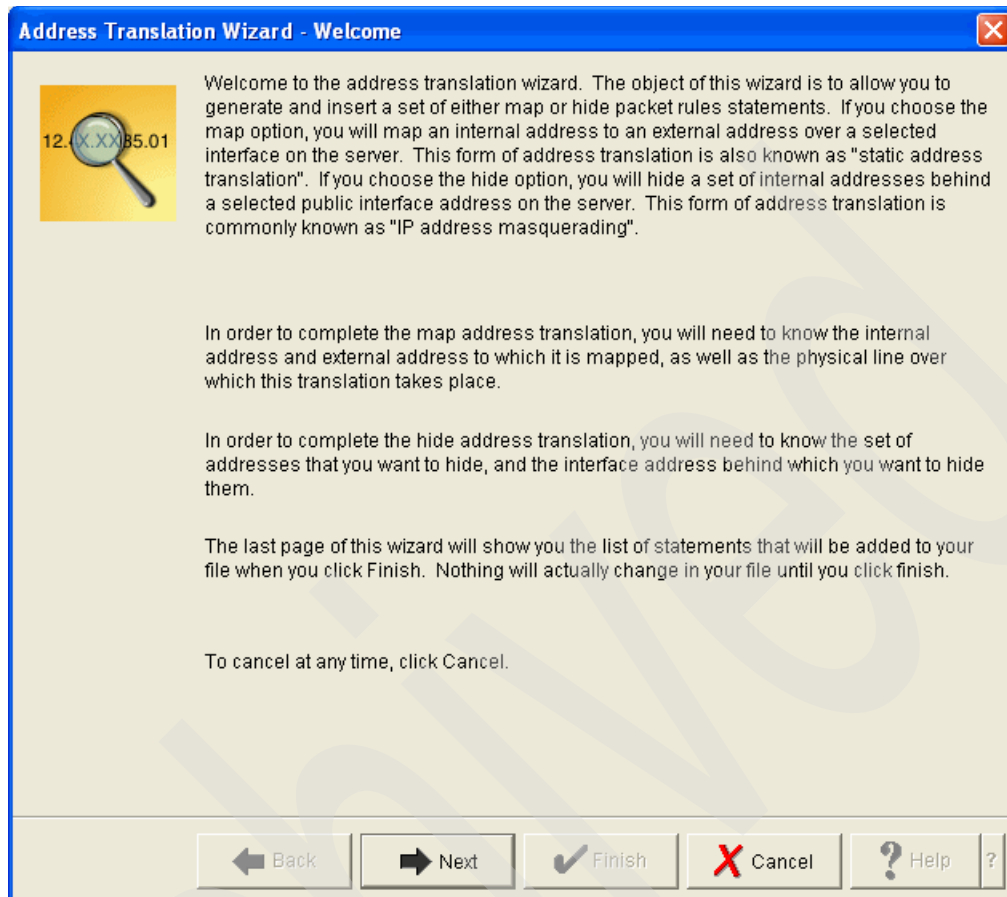 Address Translation Wizard - Welcome
Welcome to the address translation wizard. The object of this wizard is to allow you to
generate and insert a set of either map or hide packet rules statements. If you choose the
map option, you will map an internal address to an external address over a selected
interface on the server. This form of address translation is also known as "static address
translation". If you choose the hide option, you will hide a set of internal addresses behind
a selected public interface address on the server. This form of address translation is
commonly known as "IP address masquerading".
12.4X.XX85.01
In order to complete the map address translation, you will need to know the internal
address and external address to which it is mapped, as well as the physical line over
which this translation takes place.
In order to complete the hide address translation, you will need to know the set of
addresses that you want to hide, and the interface address behind which you want to hide
them.
The last page of this wizard will show you the list of statements that will be added to your
file when you click Finish. Nothing will actually change in your file until you click finish.
To cancel at any time, click Cancel.
Back Next Finish Cancel Help ?
hived